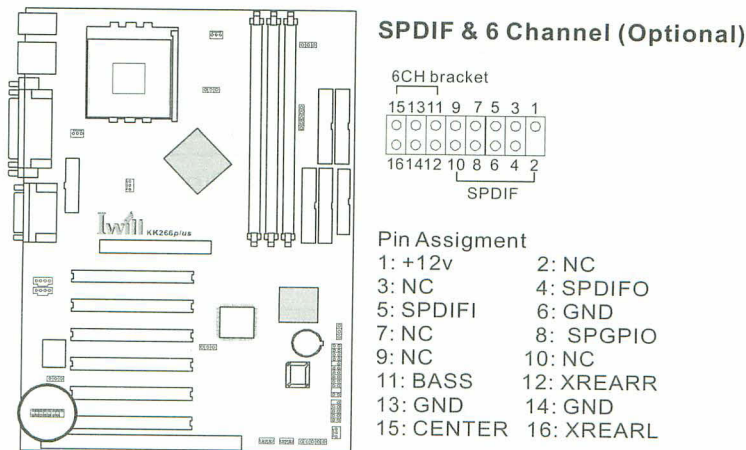 SPDIF & 6 Channel (Optional)
6CH bracket
15 13 11 9 7 5 3 1
16 14 12 10 8 6 4 2
SPDIF
Iwill KK266plus
Pin Assigment
1: +12v 2: NC
3: NC 4: SPDIFO
5: SPDIFI 6: GND
7: NC 8: SPGPIO
9: NC 10: NC
11: BASS 12: XREARR
13: GND 14: GND
15: CENTER 16: XREARL